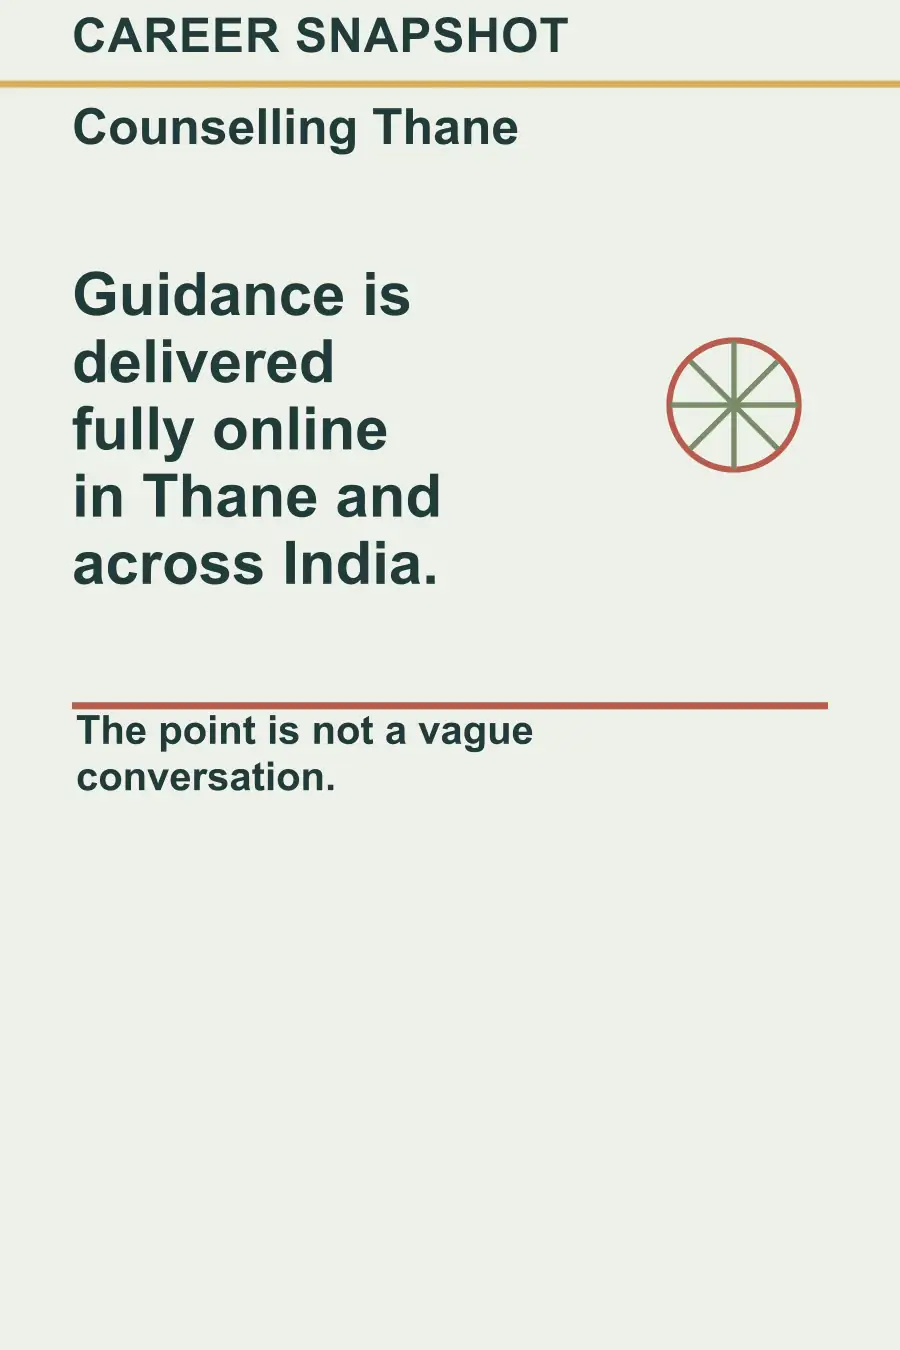 CAREER SNAPSHOT
Counselling Thane
Guidance is
delivered
fully online
in Thane and
across India.
The point is not a vague
conversation.